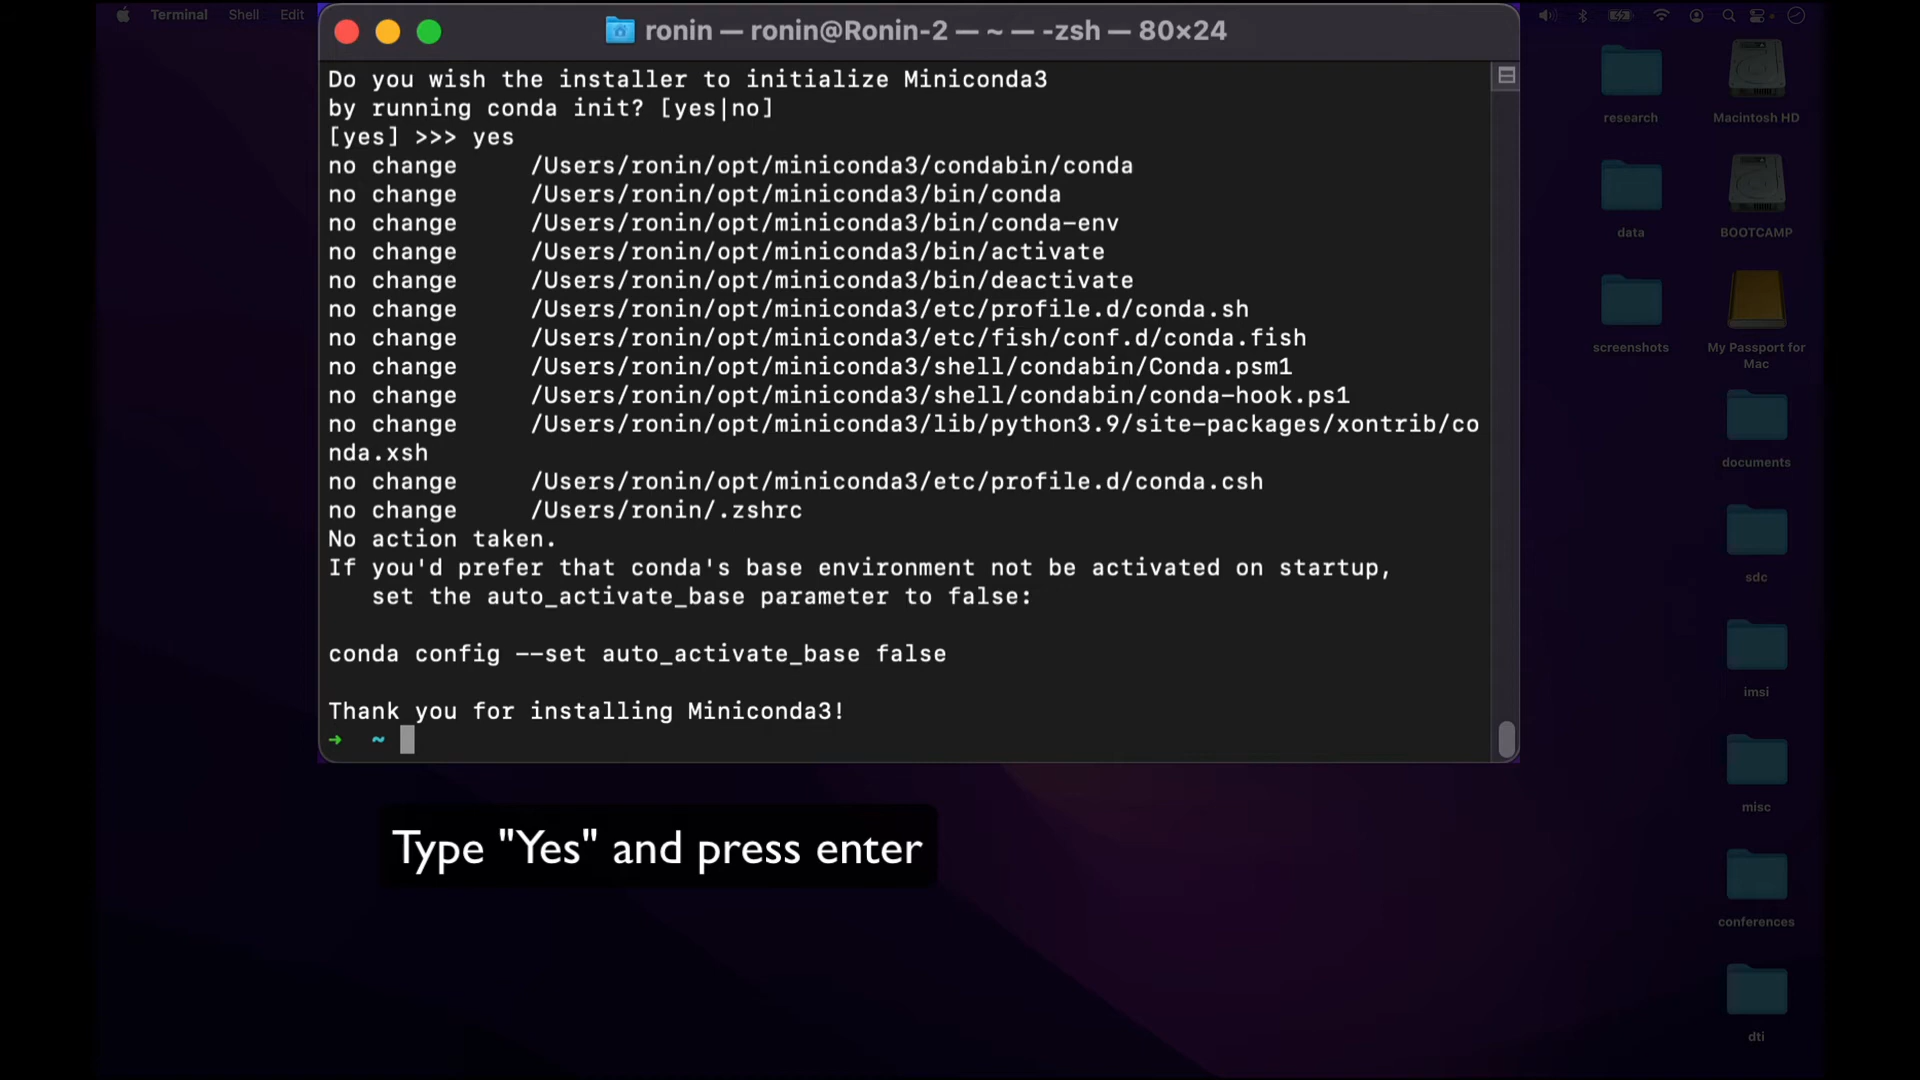 Terminal Shell Edit
ronin — ronin@Ronin-2 — ~ — -zsh — 80×24
Do you wish the installer to initialize Miniconda3
by running conda init? [yes|no]
[yes] >>> yes
no change /Users/ronin/opt/miniconda3/condabin/conda
no change /Users/ronin/opt/miniconda3/bin/conda
no change /Users/ronin/opt/miniconda3/bin/conda-env
no change /Users/ronin/opt/miniconda3/bin/activate
no change /Users/ronin/opt/miniconda3/bin/deactivate
no change /Users/ronin/opt/miniconda3/etc/profile.d/conda.sh
no change /Users/ronin/opt/miniconda3/etc/fish/conf.d/conda.fish
no change /Users/ronin/opt/miniconda3/shell/condabin/Conda.psm1
no change /Users/ronin/opt/miniconda3/shell/condabin/conda-hook.ps1
no change /Users/ronin/opt/miniconda3/lib/python3.9/site-packages/xontrib/co
nda.xsh
no change /Users/ronin/opt/miniconda3/etc/profile.d/conda.csh
no change /Users/ronin/.zshrc
No action taken.
If you'd prefer that conda's base environment not be activated on startup,
set the auto_activate_base parameter to false:
conda config --set auto_activate_base false
Thank you for installing Miniconda3!
➜ ~
Type "Yes" and press enter
research
Macintosh HD
data
BOOTCAMP
screenshots
My Passport for
Mac
documents
sdc
imsi
misc
conferences
dti